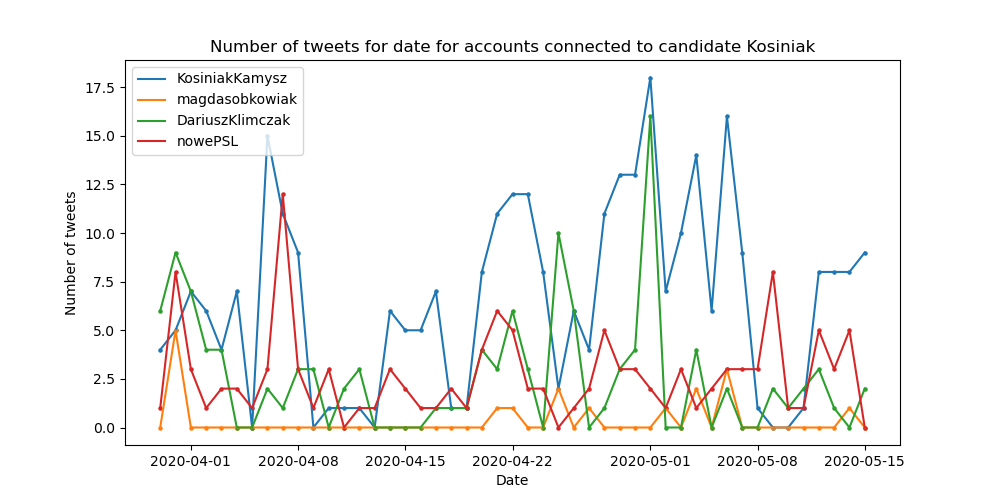 Number of tweets for date for accounts connected to candidate Kosiniak
KosiniakKamysz
magdasobkowiak
DariuszKlimczak
nowePSL
Number of tweets
17.5
15.0
12.5
10.0
7.5
5.0
2.5
0.0
2020-04-01 2020-04-08 2020-04-15 2020-04-22 2020-05-01 2020-05-08 2020-05-15
Date